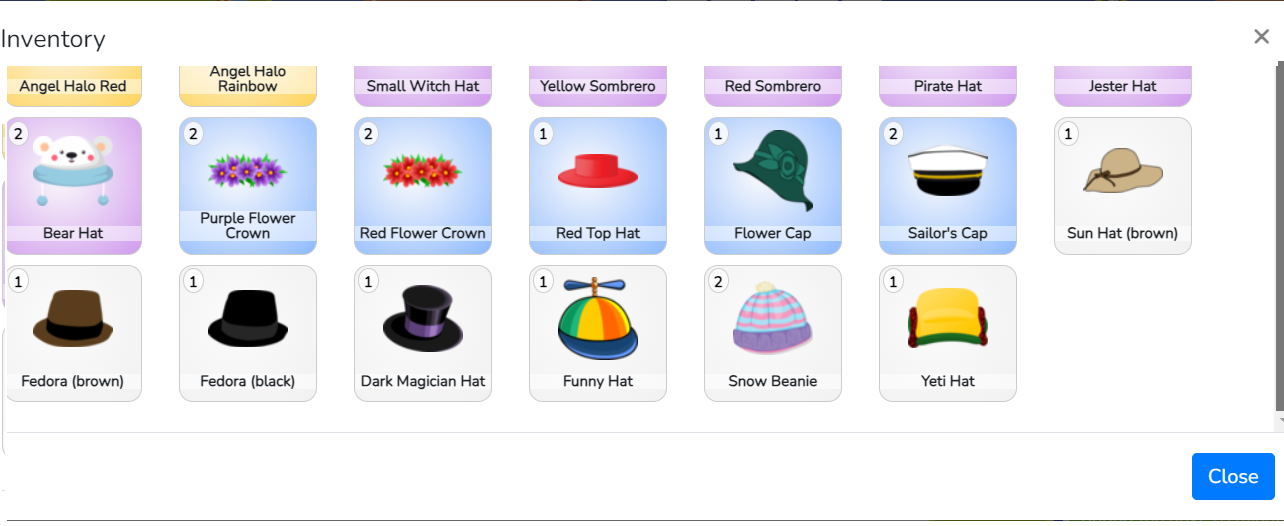 Inventory
×
Angel Halo Red
Angel Halo
Rainbow
Small Witch Hat
Yellow Sombrero
Red Sombrero
Pirate Hat
Jester Hat
2
Bear Hat
2
Purple Flower
Crown
2
Red Flower Crown
1
Red Top Hat
1
Flower Cap
2
Sailor's Cap
1
Sun Hat (brown)
1
Fedora (brown)
1
Fedora (black)
1
Dark Magician Hat
1
Funny Hat
2
Snow Beanie
1
Yeti Hat
Close